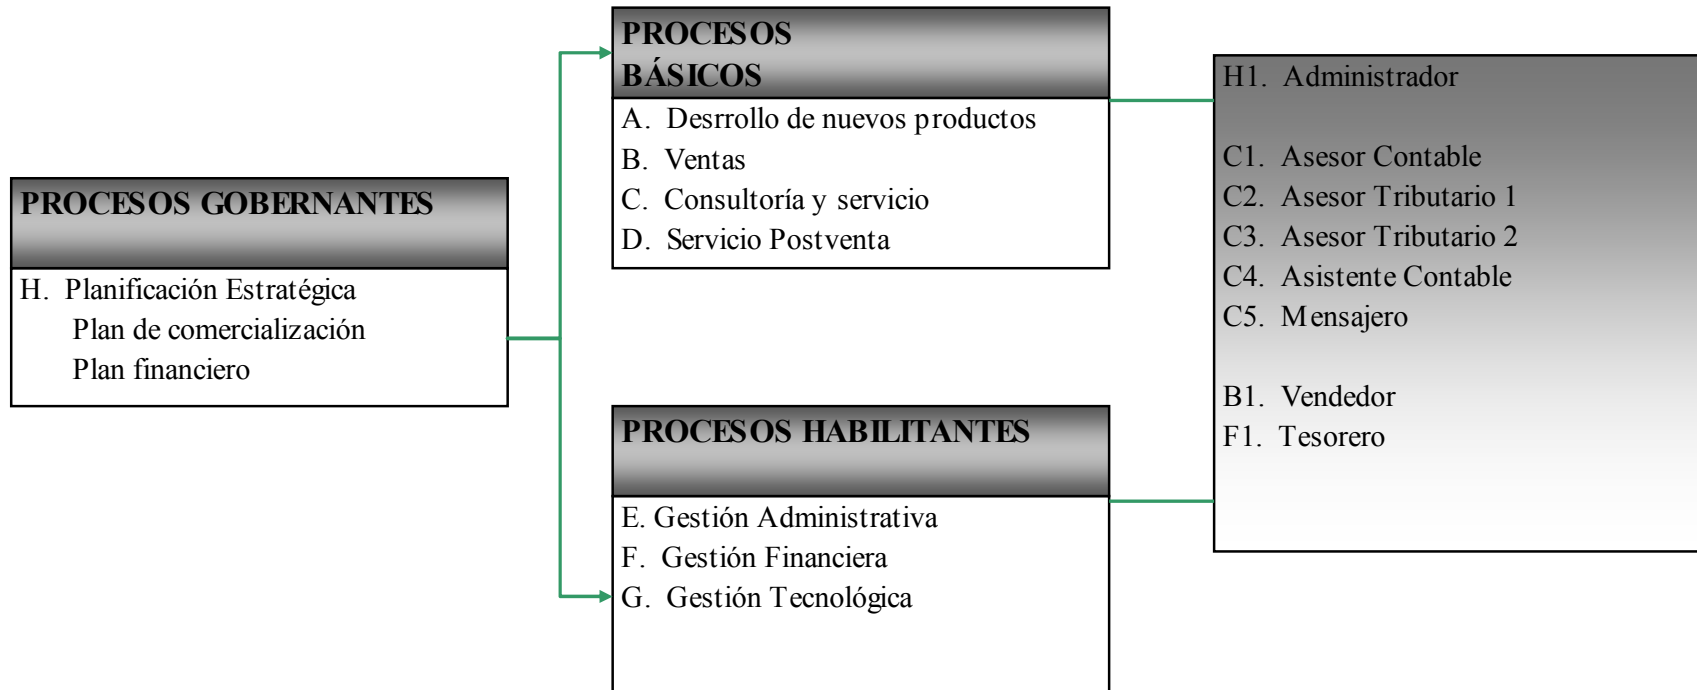 PROCESOS GOBERNANTES
H. Planificación Estratégica
Plan de comercialización
Plan financiero
PROCESOS
BÁSICOS
A. Desrrollo de nuevos productos
B. Ventas
C. Consultoría y servicio
D. Servicio Postventa
PROCESOS HABILITANTES
E. Gestión Administrativa
F. Gestión Financiera
G. Gestión Tecnológica
H1. Administrador
C1. Asesor Contable
C2. Asesor Tributario 1
C3. Asesor Tributario 2
C4. Asistente Contable
C5. Mensajero
B1. Vendedor
F1. Tesorero